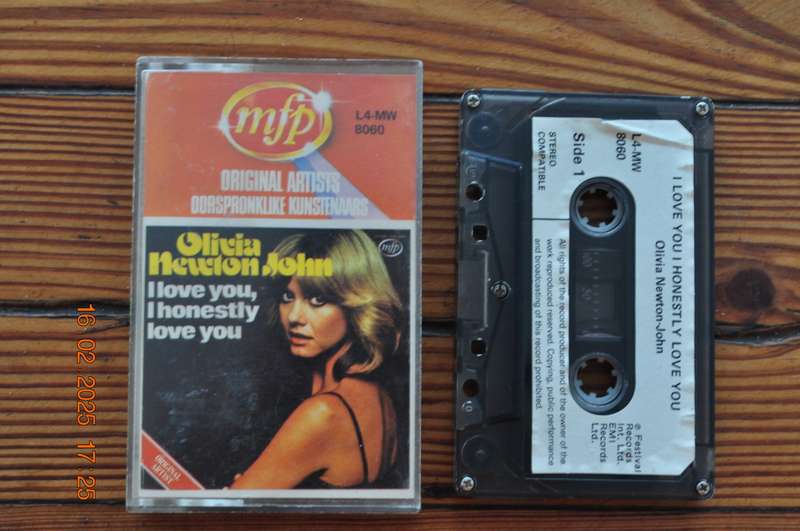 mfp
L4-MW
8060
ORIGINAL ARTISTS
OORSPRONKLIKE KUNSTENAARS
Olivia
Newton John
mfp
I love you,
I honestly
love you
ORIGINAL
ARTIST
L4-MW
8060
STEREO
COMPATIBLE
Side 1
I LOVE YOU I HONESTLY LOVE YOU
Olivia Newton-John
All rights of the record producer and of the owner of the
work reproduced reserved. Copying, public performance
and broadcasting of this record prohibited.
℗ Festival
Records
Int. Ltd.
EMI
Records
Ltd.
16.02.2025 17:25